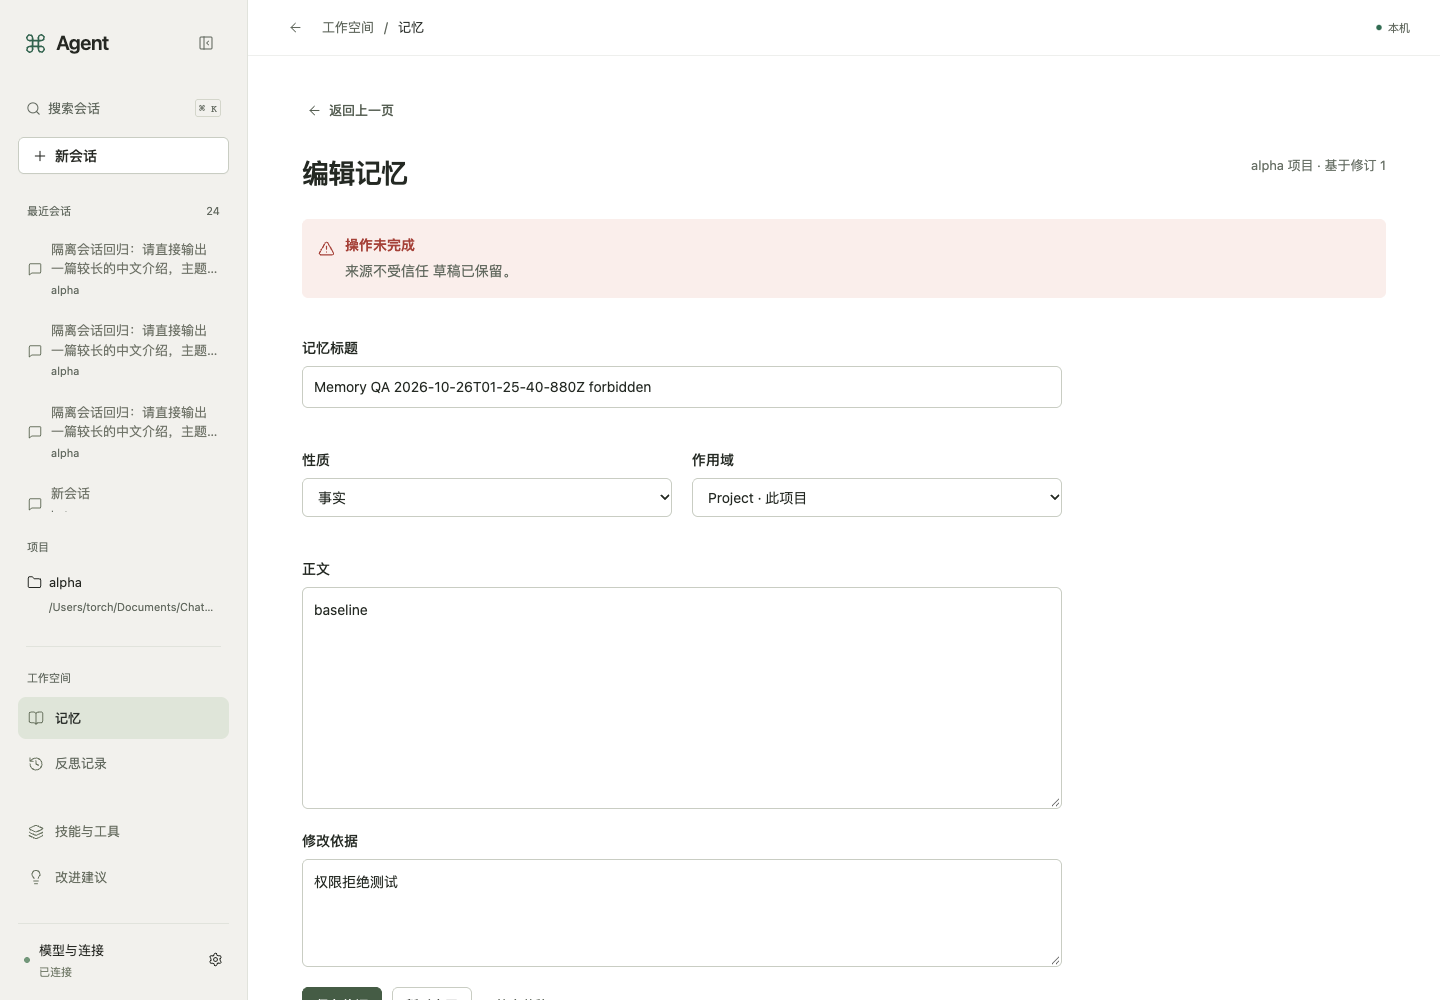 Agent
搜索会话
⌘ K
新会话
最近会话 24
隔离会话回归：请直接输出
一篇较长的中文介绍，主题...
alpha
隔离会话回归：请直接输出
一篇较长的中文介绍，主题...
alpha
隔离会话回归：请直接输出
一篇较长的中文介绍，主题...
alpha
新会话
项目
alpha
/Users/torch/Documents/Chat...
工作空间
记忆
反思记录
技能与工具
改进建议
模型与连接
已连接
工作空间 / 记忆
本机
返回上一页
编辑记忆
alpha 项目 · 基于修订 1
操作未完成
来源不受信任 草稿已保留。
记忆标题
Memory QA 2026-10-26T01-25-40-880Z forbidden
性质
作用域
事实
Project · 此项目
正文
baseline
修改依据
权限拒绝测试